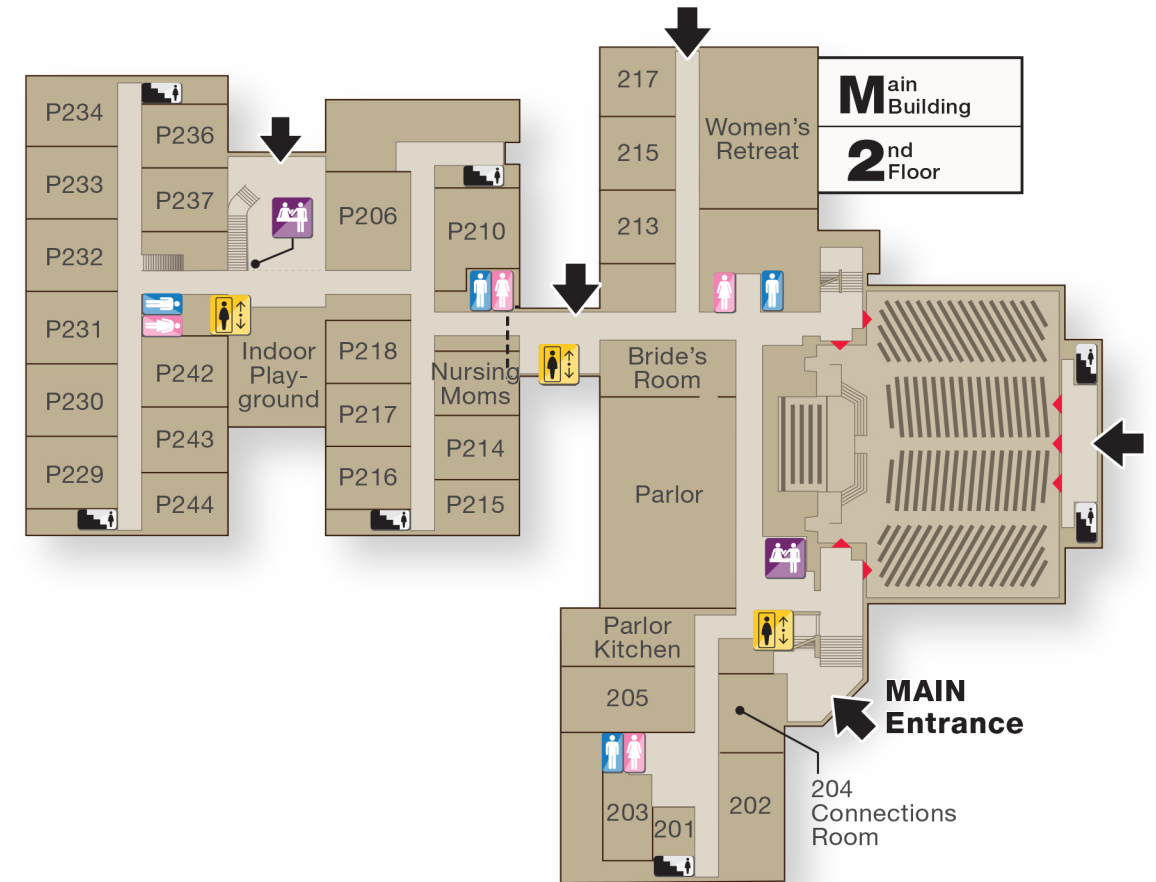 Main
Building
2nd
Floor
217
215
213
Women's
Retreat
P234
P233
P232
P231
P230
P229
P236
P237
P242
P243
P244
Indoor
Play-
ground
P206
P210
P218
P217
P216
Nursing
Moms
P214
P215
Bride's
Room
Parlor
Parlor
Kitchen
205
203
201
202
MAIN
Entrance
204
Connections
Room